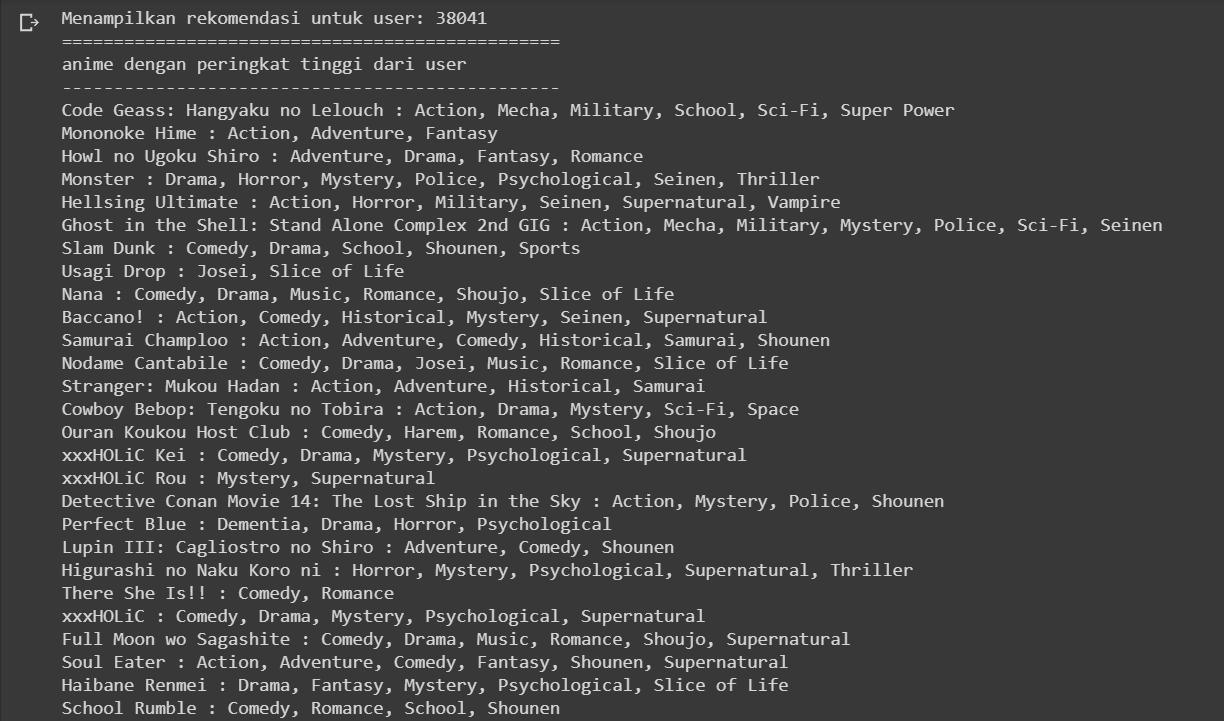 Menampilkan rekomendasi untuk user: 38041
================================================
anime dengan peringkat tinggi dari user
------------------------------------------------
Code Geass: Hangyaku no Lelouch : Action, Mecha, Military, School, Sci-Fi, Super Power
Mononoke Hime : Action, Adventure, Fantasy
Howl no Ugoku Shiro : Adventure, Drama, Fantasy, Romance
Monster : Drama, Horror, Mystery, Police, Psychological, Seinen, Thriller
Hellsing Ultimate : Action, Horror, Military, Seinen, Supernatural, Vampire
Ghost in the Shell: Stand Alone Complex 2nd GIG : Action, Mecha, Military, Mystery, Police, Sci-Fi, Seinen
Slam Dunk : Comedy, Drama, School, Shounen, Sports
Usagi Drop : Josei, Slice of Life
Nana : Comedy, Drama, Music, Romance, Shoujo, Slice of Life
Baccano! : Action, Comedy, Historical, Mystery, Seinen, Supernatural
Samurai Champloo : Action, Adventure, Comedy, Historical, Samurai, Shounen
Nodame Cantabile : Comedy, Drama, Josei, Music, Romance, Slice of Life
Stranger: Mukou Hadan : Action, Adventure, Historical, Samurai
Cowboy Bebop: Tengoku no Tobira : Action, Drama, Mystery, Sci-Fi, Space
Ouran Koukou Host Club : Comedy, Harem, Romance, School, Shoujo
xxxHOLiC Kei : Comedy, Drama, Mystery, Psychological, Supernatural
xxxHOLiC Rou : Mystery, Supernatural
Detective Conan Movie 14: The Lost Ship in the Sky : Action, Mystery, Police, Shounen
Perfect Blue : Dementia, Drama, Horror, Psychological
Lupin III: Cagliostro no Shiro : Adventure, Comedy, Shounen
Higurashi no Naku Koro ni : Horror, Mystery, Psychological, Supernatural, Thriller
There She Is!! : Comedy, Romance
xxxHOLiC : Comedy, Drama, Mystery, Psychological, Supernatural
Full Moon wo Sagashite : Comedy, Drama, Music, Romance, Shoujo, Supernatural
Soul Eater : Action, Adventure, Comedy, Fantasy, Shounen, Supernatural
Haibane Renmei : Drama, Fantasy, Mystery, Psychological, Slice of Life
School Rumble : Comedy, Romance, School, Shounen